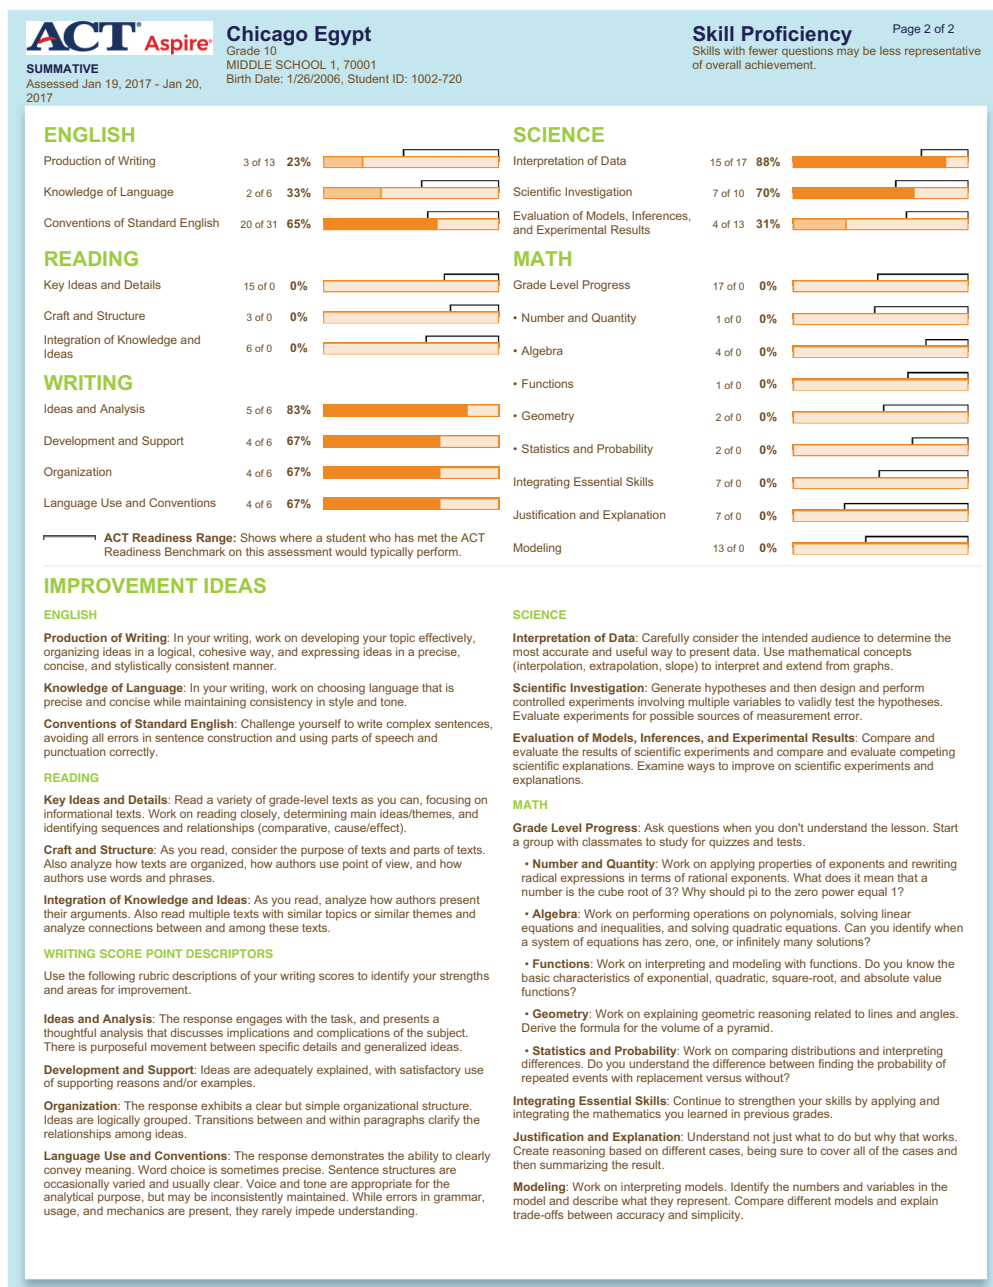 ACT Aspire®
SUMMATIVE
Assessed Jan 19, 2017 - Jan 20,
2017
Chicago Egypt
Grade 10
MIDDLE SCHOOL 1, 70001
Birth Date: 1/26/2006, Student ID: 1002-720
Skill Proficiency
Page 2 of 2
Skills with fewer questions may be less representative
of overall achievement.
ENGLISH
Production of Writing 3 of 13 23%
Knowledge of Language 2 of 6 33%
Conventions of Standard English 20 of 31 65%
READING
Key Ideas and Details 15 of 0 0%
Craft and Structure 3 of 0 0%
Integration of Knowledge and
Ideas 6 of 0 0%
WRITING
Ideas and Analysis 5 of 6 83%
Development and Support 4 of 6 67%
Organization 4 of 6 67%
Language Use and Conventions 4 of 6 67%
ACT Readiness Range: Shows where a student who has met the ACT
Readiness Benchmark on this assessment would typically perform.
SCIENCE
Interpretation of Data 15 of 17 88%
Scientific Investigation 7 of 10 70%
Evaluation of Models, Inferences,
and Experimental Results 4 of 13 31%
MATH
Grade Level Progress 17 of 0 0%
• Number and Quantity 1 of 0 0%
• Algebra 4 of 0 0%
• Functions 1 of 0 0%
• Geometry 2 of 0 0%
• Statistics and Probability 2 of 0 0%
Integrating Essential Skills 7 of 0 0%
Justification and Explanation 7 of 0 0%
Modeling 13 of 0 0%
IMPROVEMENT IDEAS
ENGLISH
Production of Writing: In your writing, work on developing your topic effectively,
organizing ideas in a logical, cohesive way, and expressing ideas in a precise,
concise, and stylistically consistent manner.
Knowledge of Language: In your writing, work on choosing language that is
precise and concise while maintaining consistency in style and tone.
Conventions of Standard English: Challenge yourself to write complex sentences,
avoiding all errors in sentence construction and using parts of speech and
punctuation correctly.
READING
Key Ideas and Details: Read a variety of grade-level texts as you can, focusing on
informational texts. Work on reading closely, determining main ideas/themes, and
identifying sequences and relationships (comparative, cause/effect).
Craft and Structure: As you read, consider the purpose of texts and parts of texts.
Also analyze how texts are organized, how authors use point of view, and how
authors use words and phrases.
Integration of Knowledge and Ideas: As you read, analyze how authors present
their arguments. Also read multiple texts with similar topics or similar themes and
analyze connections between and among these texts.
WRITING SCORE POINT DESCRIPTORS
Use the following rubric descriptions of your writing scores to identify your strengths
and areas for improvement.
Ideas and Analysis: The response engages with the task, and presents a
thoughtful analysis that discusses implications and complications of the subject.
There is purposeful movement between specific details and generalized ideas.
Development and Support: Ideas are adequately explained, with satisfactory use
of supporting reasons and/or examples.
Organization: The response exhibits a clear but simple organizational structure.
Ideas are logically grouped. Transitions between and within paragraphs clarify the
relationships among ideas.
Language Use and Conventions: The response demonstrates the ability to clearly
convey meaning. Word choice is sometimes precise. Sentence structures are
occasionally varied and usually clear. Voice and tone are appropriate for the
analytical purpose, but may be inconsistently maintained. While errors in grammar,
usage, and mechanics are present, they rarely impede understanding.
SCIENCE
Interpretation of Data: Carefully consider the intended audience to determine the
most accurate and useful way to present data. Use mathematical concepts
(interpolation, extrapolation, slope) to interpret and extend from graphs.
Scientific Investigation: Generate hypotheses and then design and perform
controlled experiments involving multiple variables to validly test the hypotheses.
Evaluate experiments for possible sources of measurement error.
Evaluation of Models, Inferences, and Experimental Results: Compare and
evaluate the results of scientific experiments and compare and evaluate competing
scientific explanations. Examine ways to improve on scientific experiments and
explanations.
MATH
Grade Level Progress: Ask questions when you don't understand the lesson. Start
a group with classmates to study for quizzes and tests.
• Number and Quantity: Work on applying properties of exponents and rewriting
radical expressions in terms of rational exponents. What does it mean that a
number is the cube root of 3? Why should pi to the zero power equal 1?
• Algebra: Work on performing operations on polynomials, solving linear
equations and inequalities, and solving quadratic equations. Can you identify when
a system of equations has zero, one, or infinitely many solutions?
• Functions: Work on interpreting and modeling with functions. Do you know the
basic characteristics of exponential, quadratic, square-root, and absolute value
functions?
• Geometry: Work on explaining geometric reasoning related to lines and angles.
Derive the formula for the volume of a pyramid.
• Statistics and Probability: Work on comparing distributions and interpreting
differences. Do you understand the difference between finding the probability of
repeated events with replacement versus without?
Integrating Essential Skills: Continue to strengthen your skills by applying and
integrating the mathematics you learned in previous grades.
Justification and Explanation: Understand not just what to do but why that works.
Create reasoning based on different cases, being sure to cover all of the cases and
then summarizing the result.
Modeling: Work on interpreting models. Identify the numbers and variables in the
model and describe what they represent. Compare different models and explain
trade-offs between accuracy and simplicity.